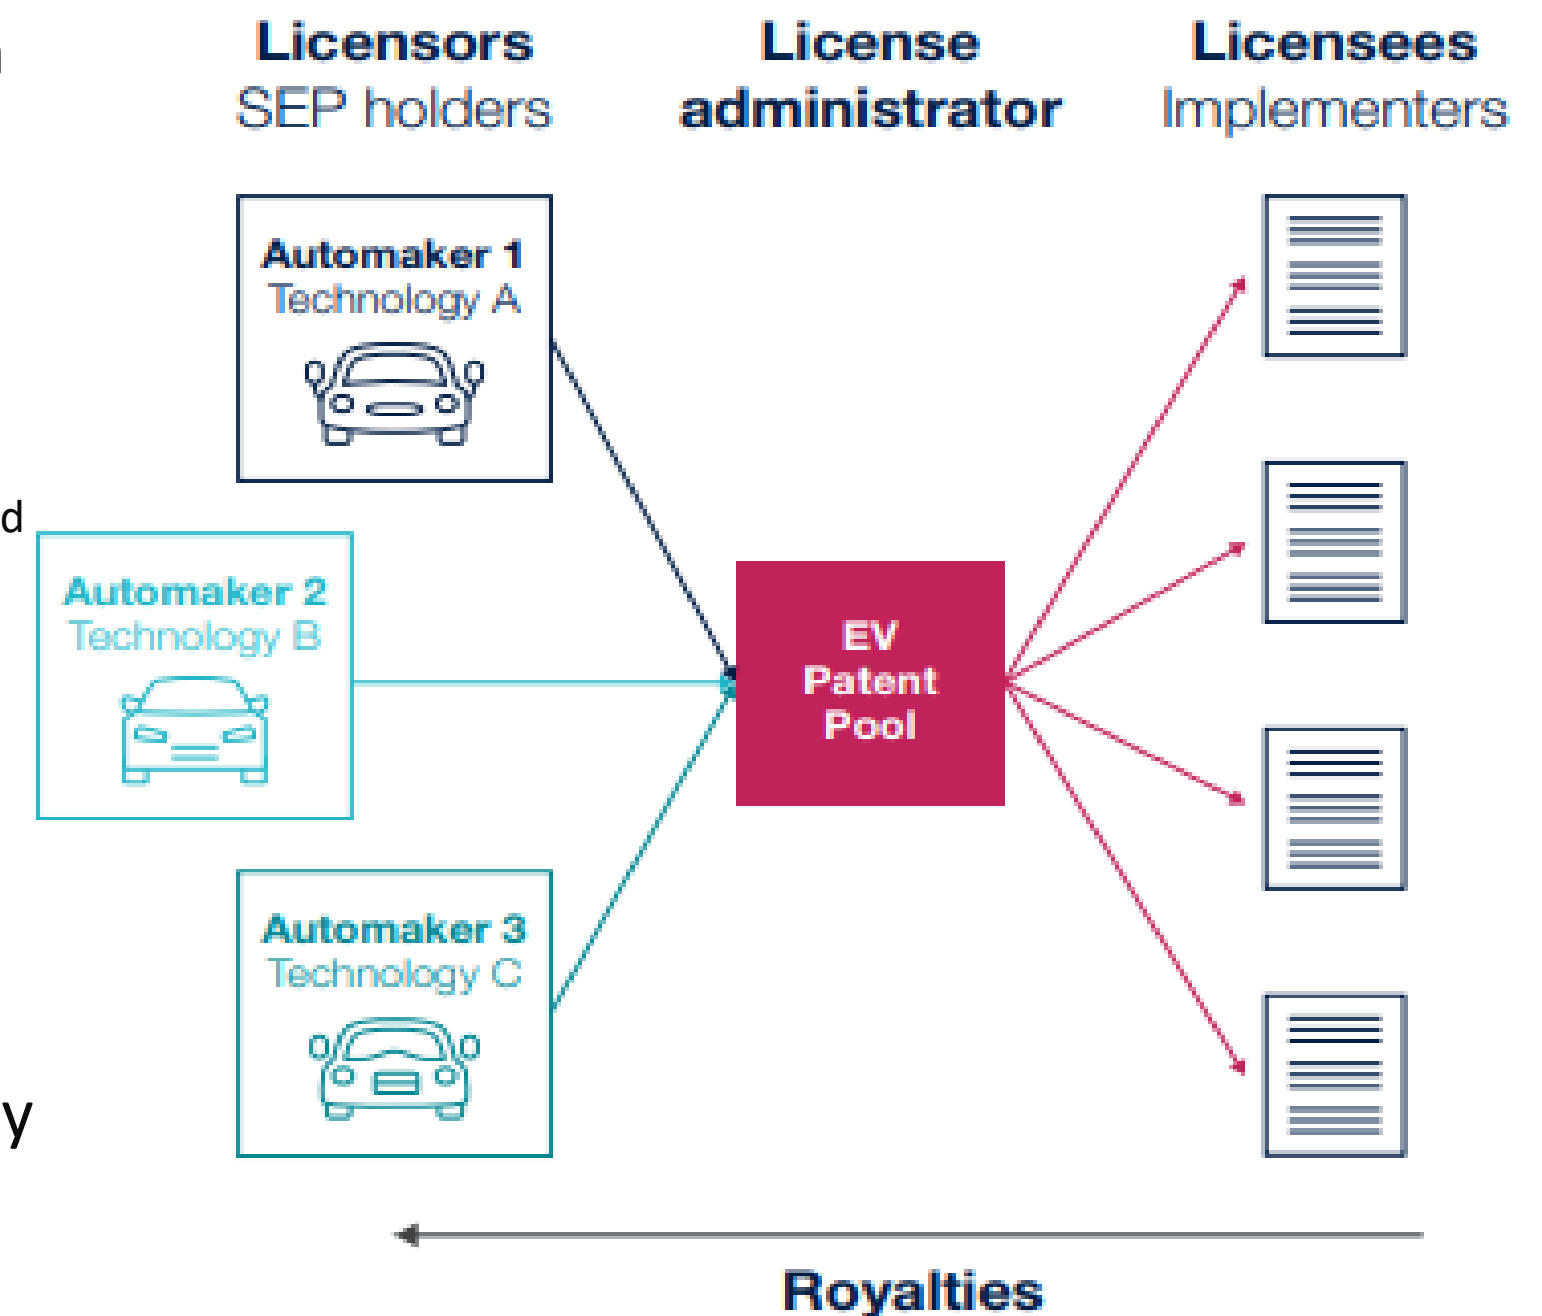 n
Licensors
SEP holders
License
administrator
Licensees
Implementers
Automaker 1
Technology A
d
Automaker 2
Technology B
EV
Patent
Pool
Automaker 3
Technology C
y
Royalties